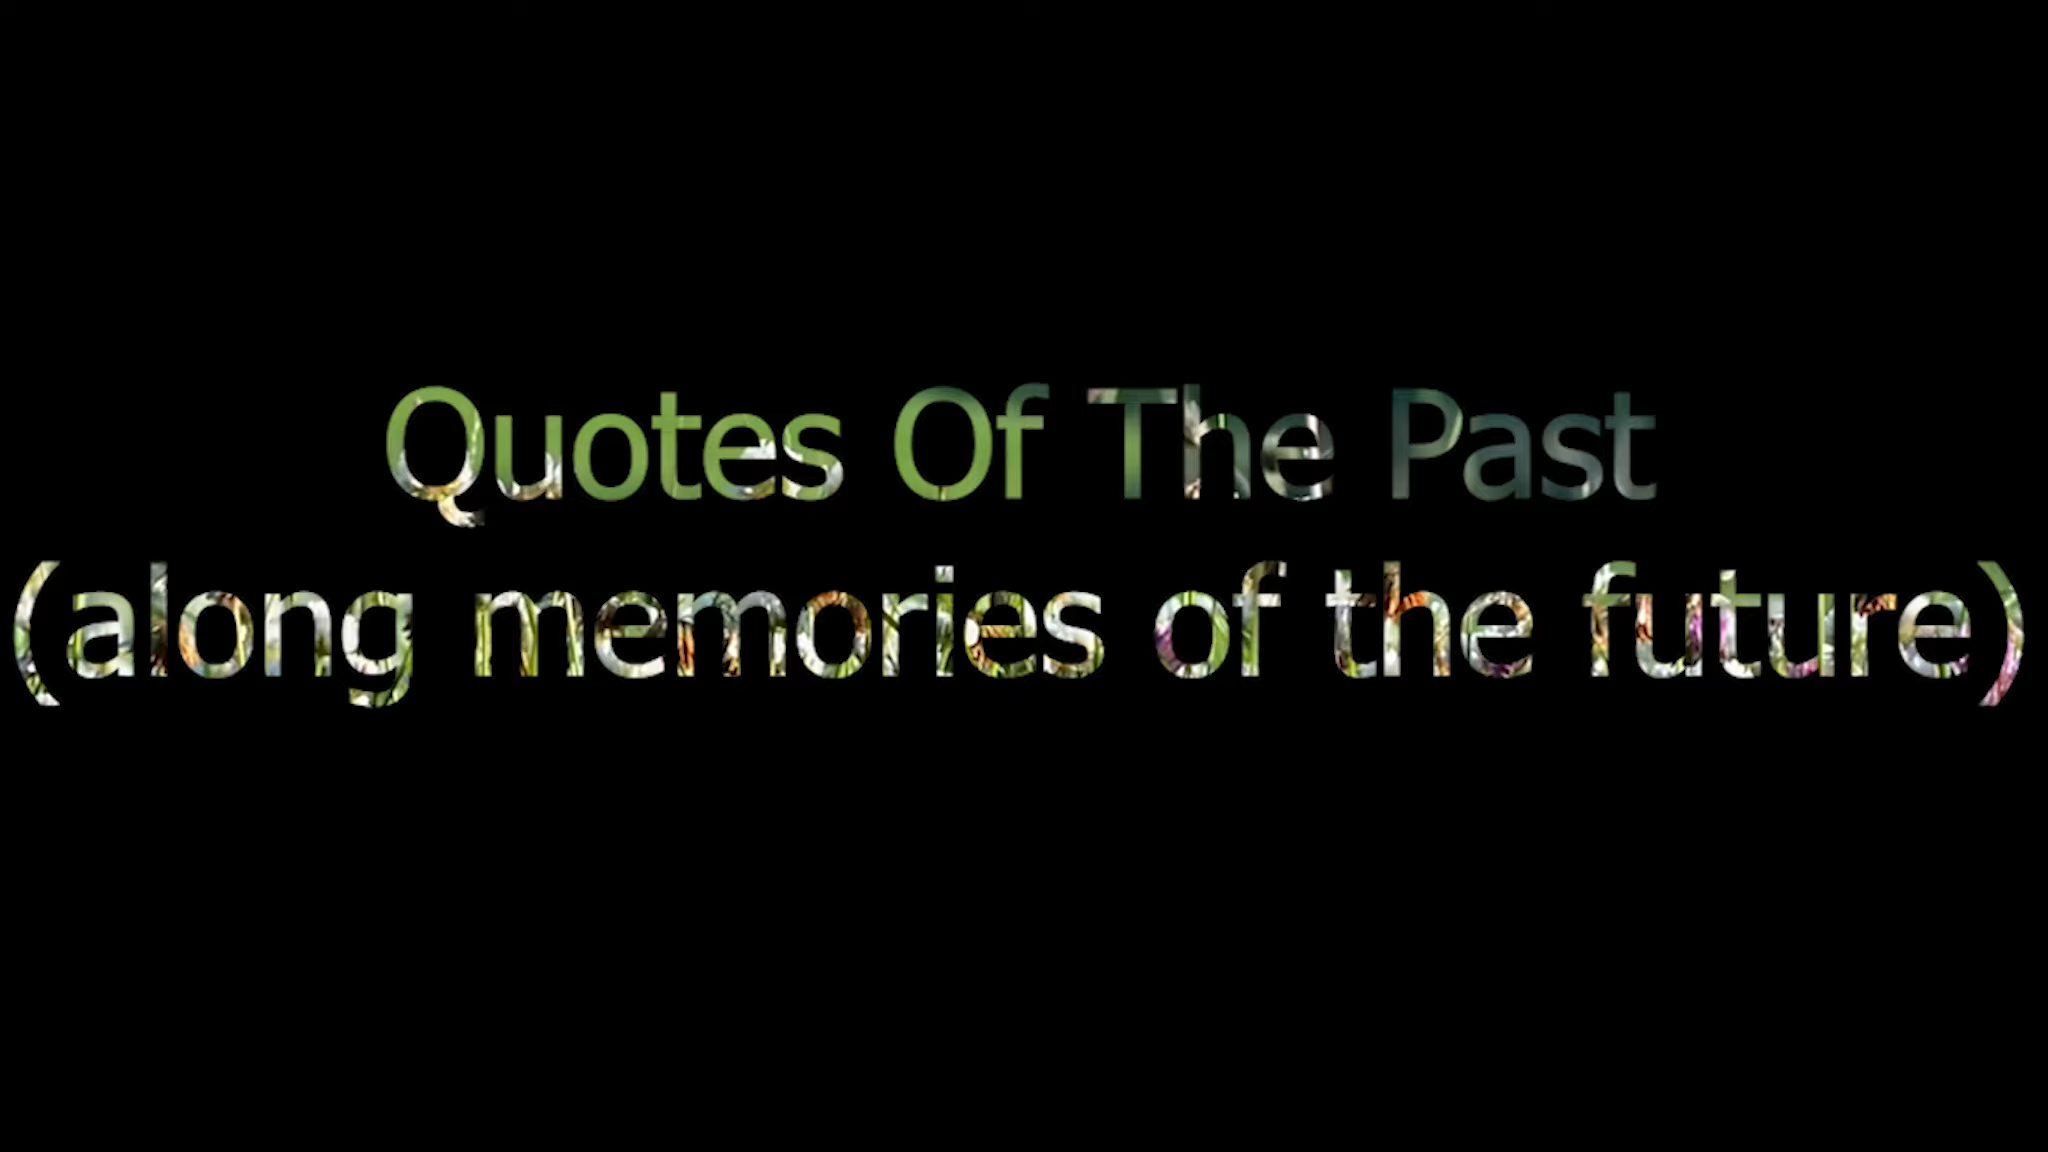 Quotes Of The Past
(along memories of the future)